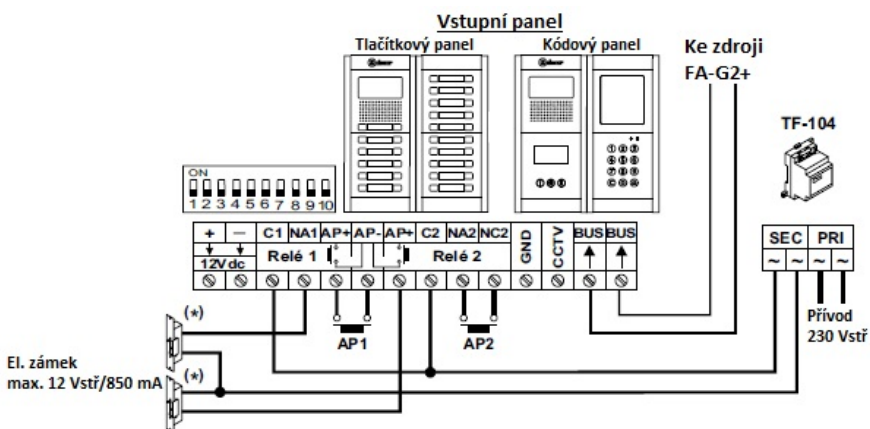 Vstupní panel
Tlačítkový panel
Kódový panel
Ke zdroji
FA-G2+
TF-104
ON
1 2 3 4 5 6 7 8 9 10
+ – C1 NA1 AP+ AP- AP+ C2 NA2 NC2 GND CCTV BUS BUS
12Vdc
Relé 1
Relé 2
SEC PRI
~ ~ ~ ~
(*)
AP1
AP2
Přívod
230 Vstř
El. zámek
max. 12 Vstř/850 mA
(*)